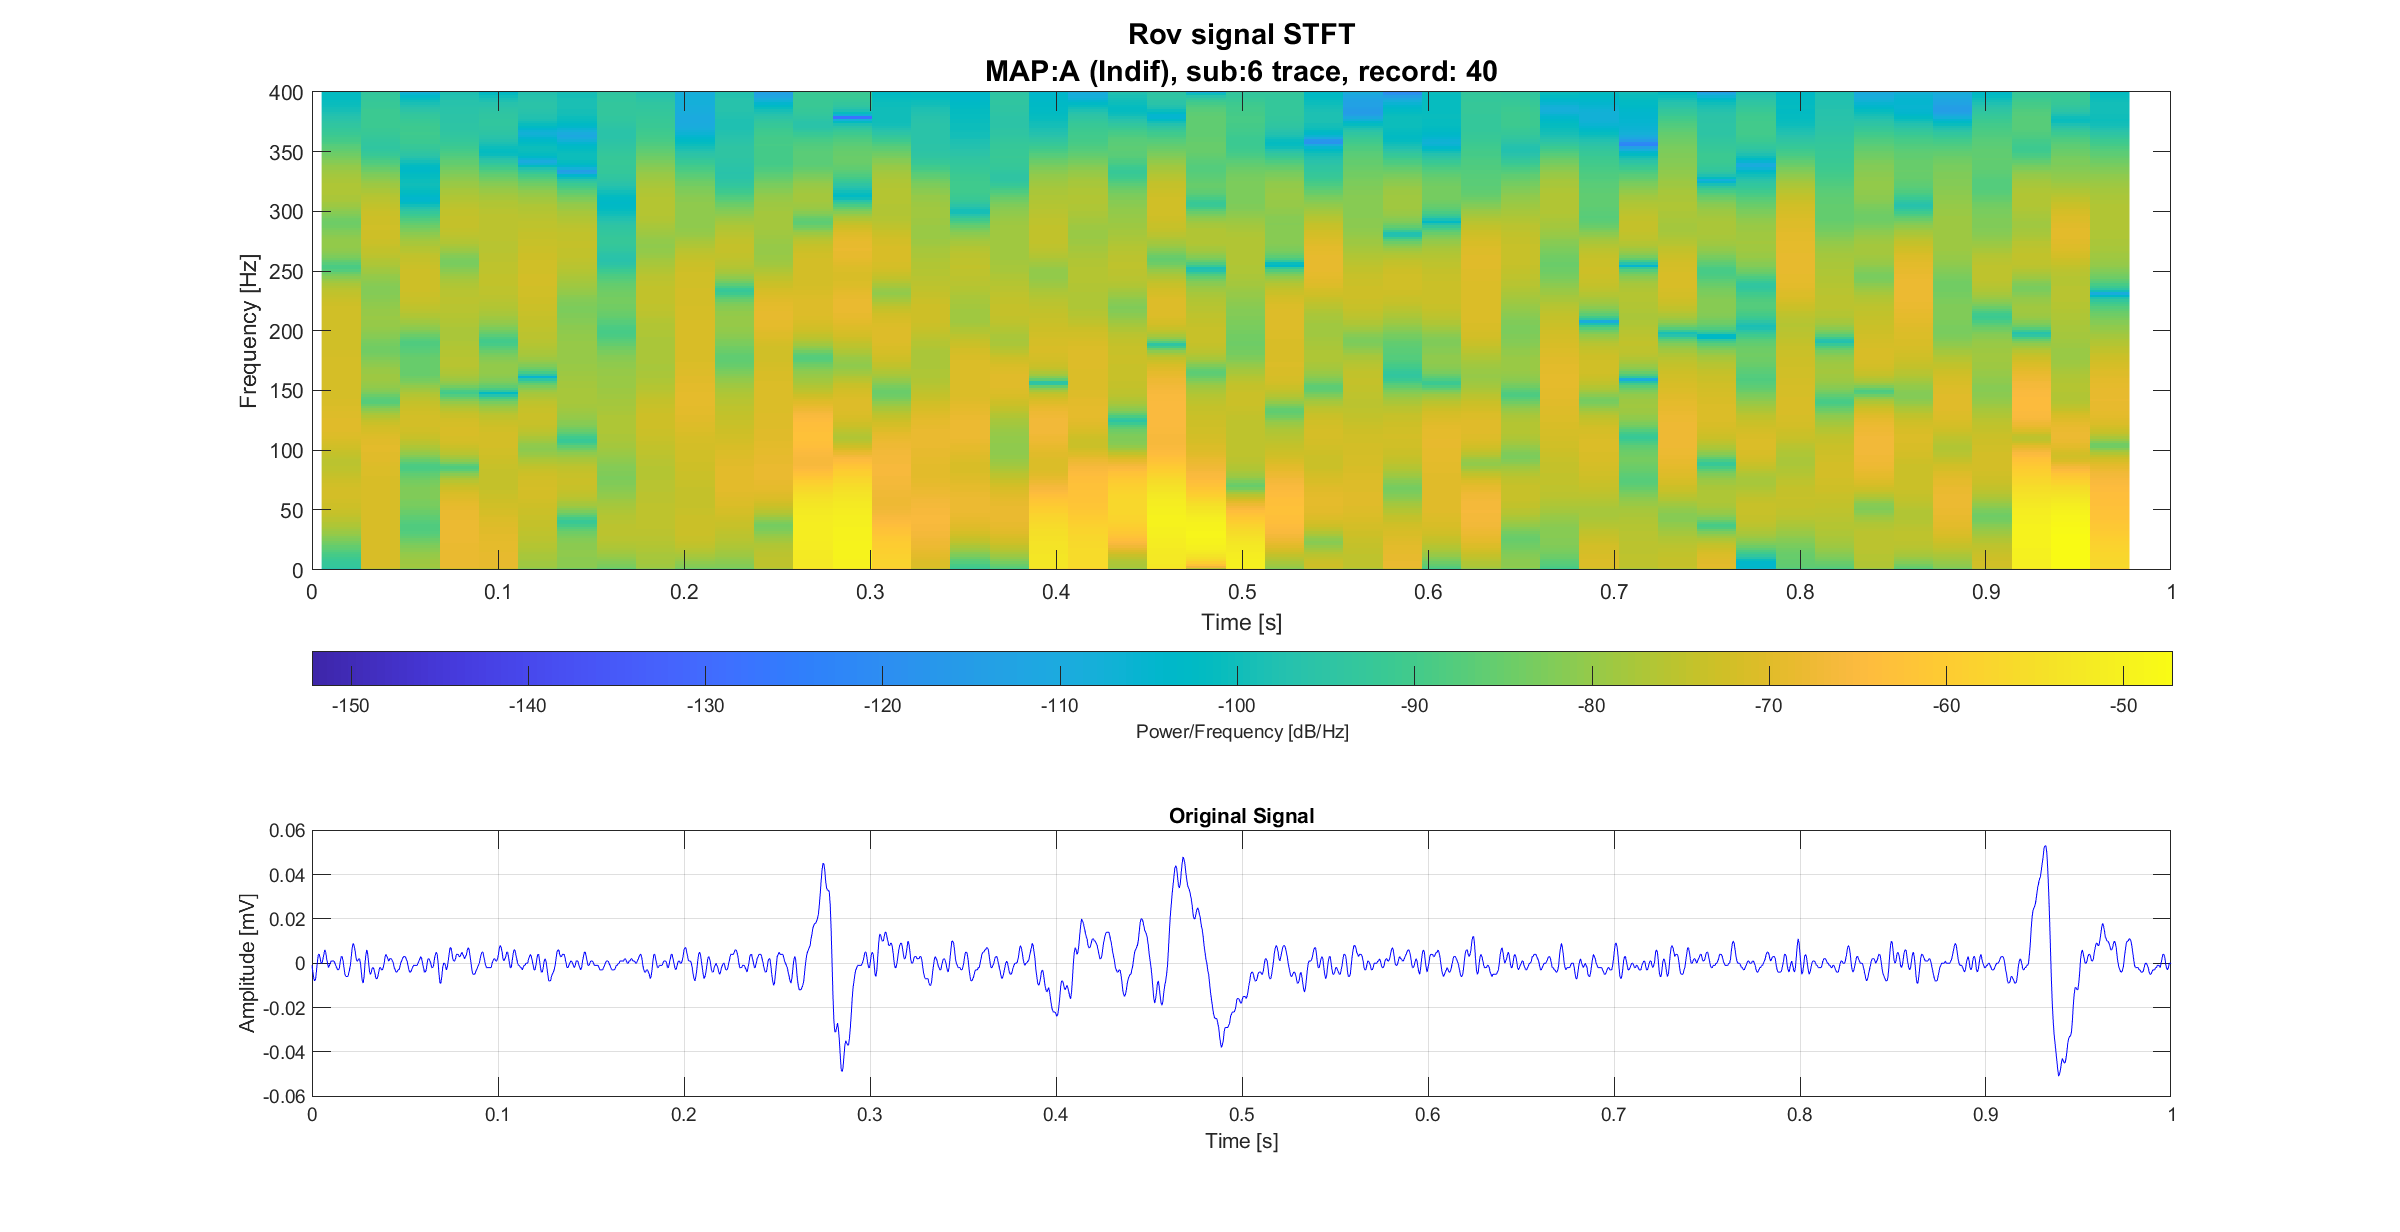 Rov signal STFT
MAP:A (Indif), sub:6 trace, record: 40
400
350
300
250
200
150
100
50
0
Frequency [Hz]
0 0.1 0.2 0.3 0.4 0.5 0.6 0.7 0.8 0.9 1
Time [s]
-150 -140 -130 -120 -110 -100 -90 -80 -70 -60 -50
Power/Frequency [dB/Hz]
Original Signal
0.06
0.04
0.02
0
-0.02
-0.04
-0.06
Amplitude [mV]
0 0.1 0.2 0.3 0.4 0.5 0.6 0.7 0.8 0.9 1
Time [s]